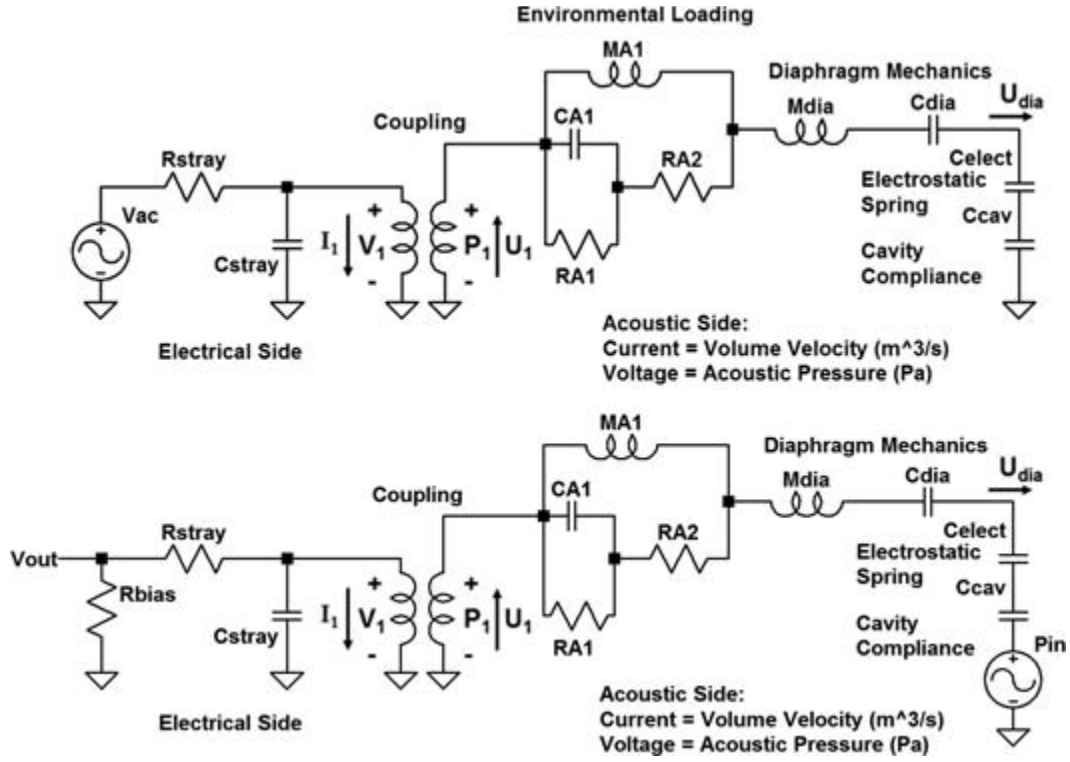 Environmental Loading
MA1
Diaphragm Mechanics
Mdia
Cdia
Udia
Coupling
CA1
Rstray
RA2
Celect
Electrostatic
Spring
Vac
+
-
Cstray
I1
+
V1
-
+
P1
-
U1
RA1
Ccav
Cavity
Compliance
Electrical Side
Acoustic Side:
Current = Volume Velocity (m^3/s)
Voltage = Acoustic Pressure (Pa)
MA1
Diaphragm Mechanics
Mdia
Cdia
Udia
Coupling
CA1
Rstray
RA2
Celect
Electrostatic
Spring
Vout
Rbias
Cstray
I1
+
V1
-
+
P1
-
U1
RA1
Ccav
Cavity
Compliance
Pin
+
-
Electrical Side
Acoustic Side:
Current = Volume Velocity (m^3/s)
Voltage = Acoustic Pressure (Pa)